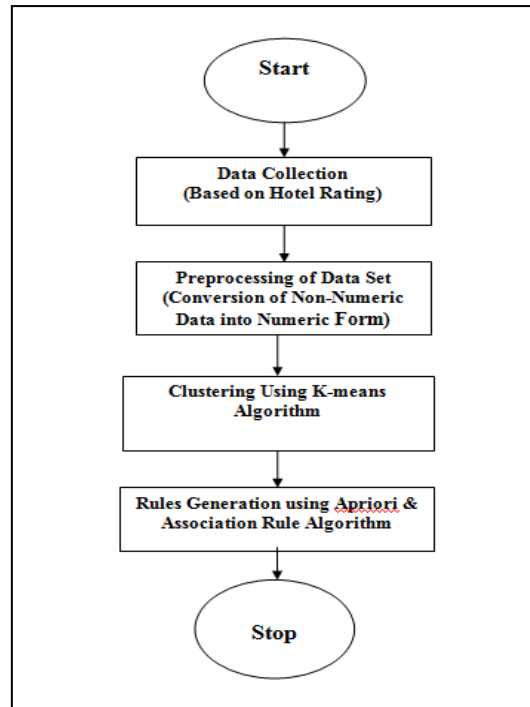 Start
Data Collection
(Based on Hotel Rating)
Preprocessing of Data Set
(Conversion of Non-Numeric
Data into Numeric Form)
Clustering Using K-means
Algorithm
Rules Generation using Apriori &
Association Rule Algorithm
Stop